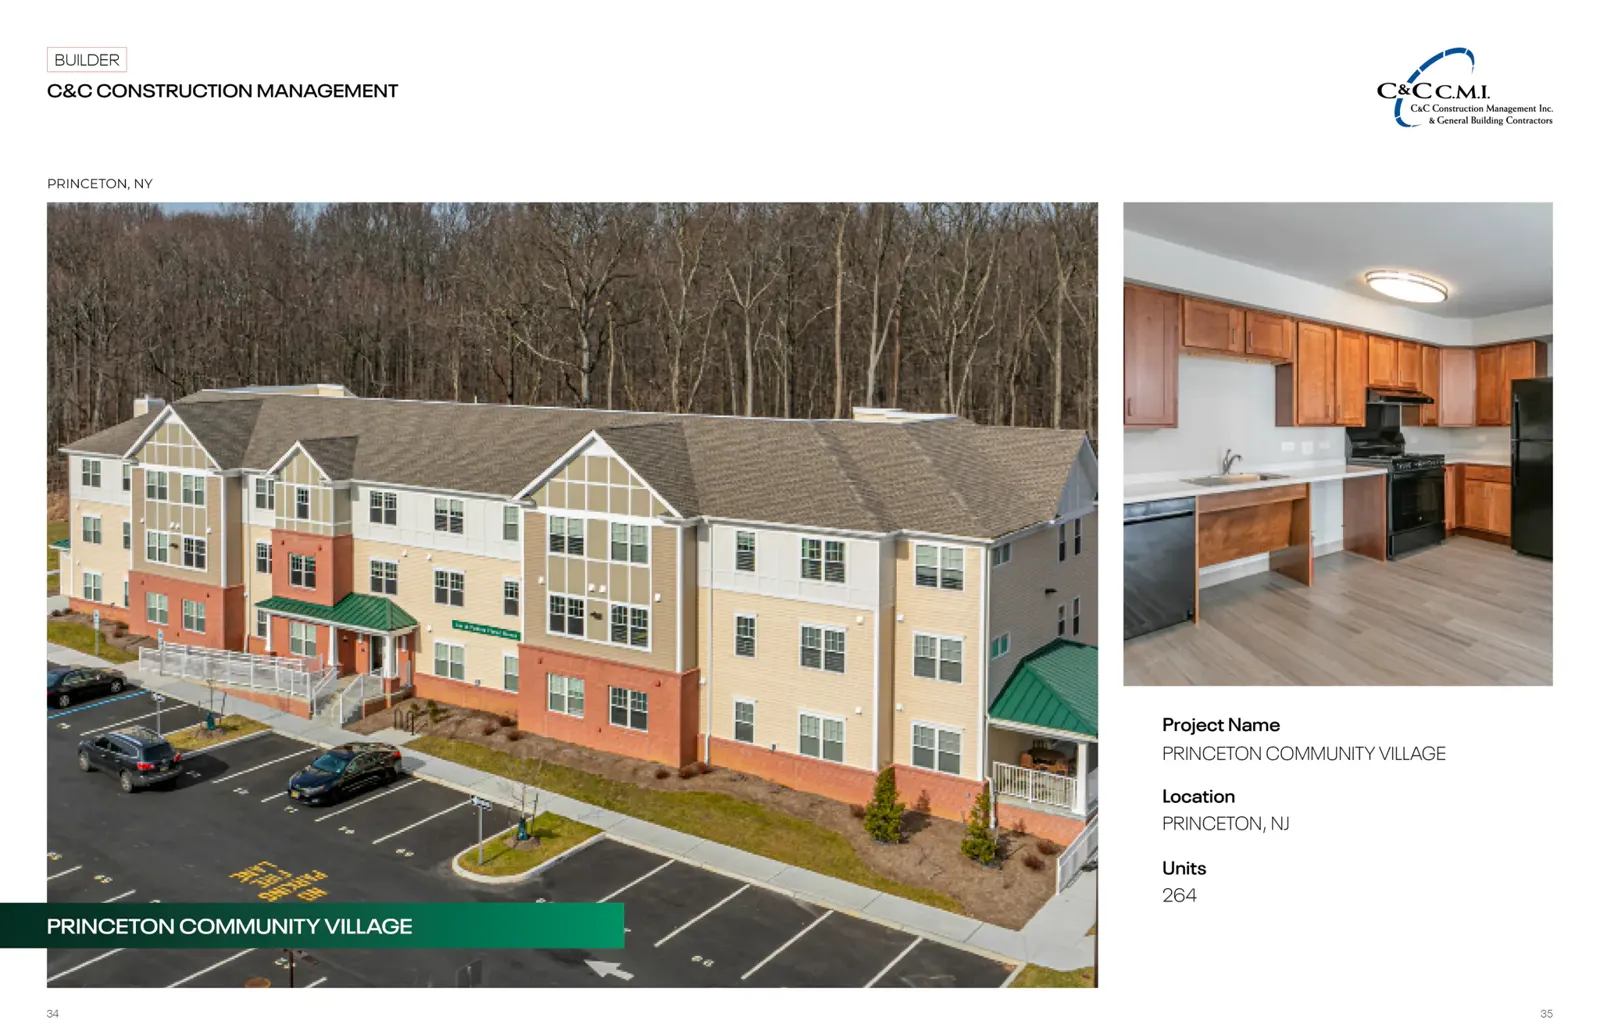 BUILDER
C&C CONSTRUCTION MANAGEMENT
C&C C.M.I.
C&C Construction Management Inc.
& General Building Contractors
PRINCETON, NY
NO
PARKING
FIRE
LANE
PRINCETON COMMUNITY VILLAGE
Project Name
PRINCETON COMMUNITY VILLAGE
Location
PRINCETON, NJ
Units
264
34
35